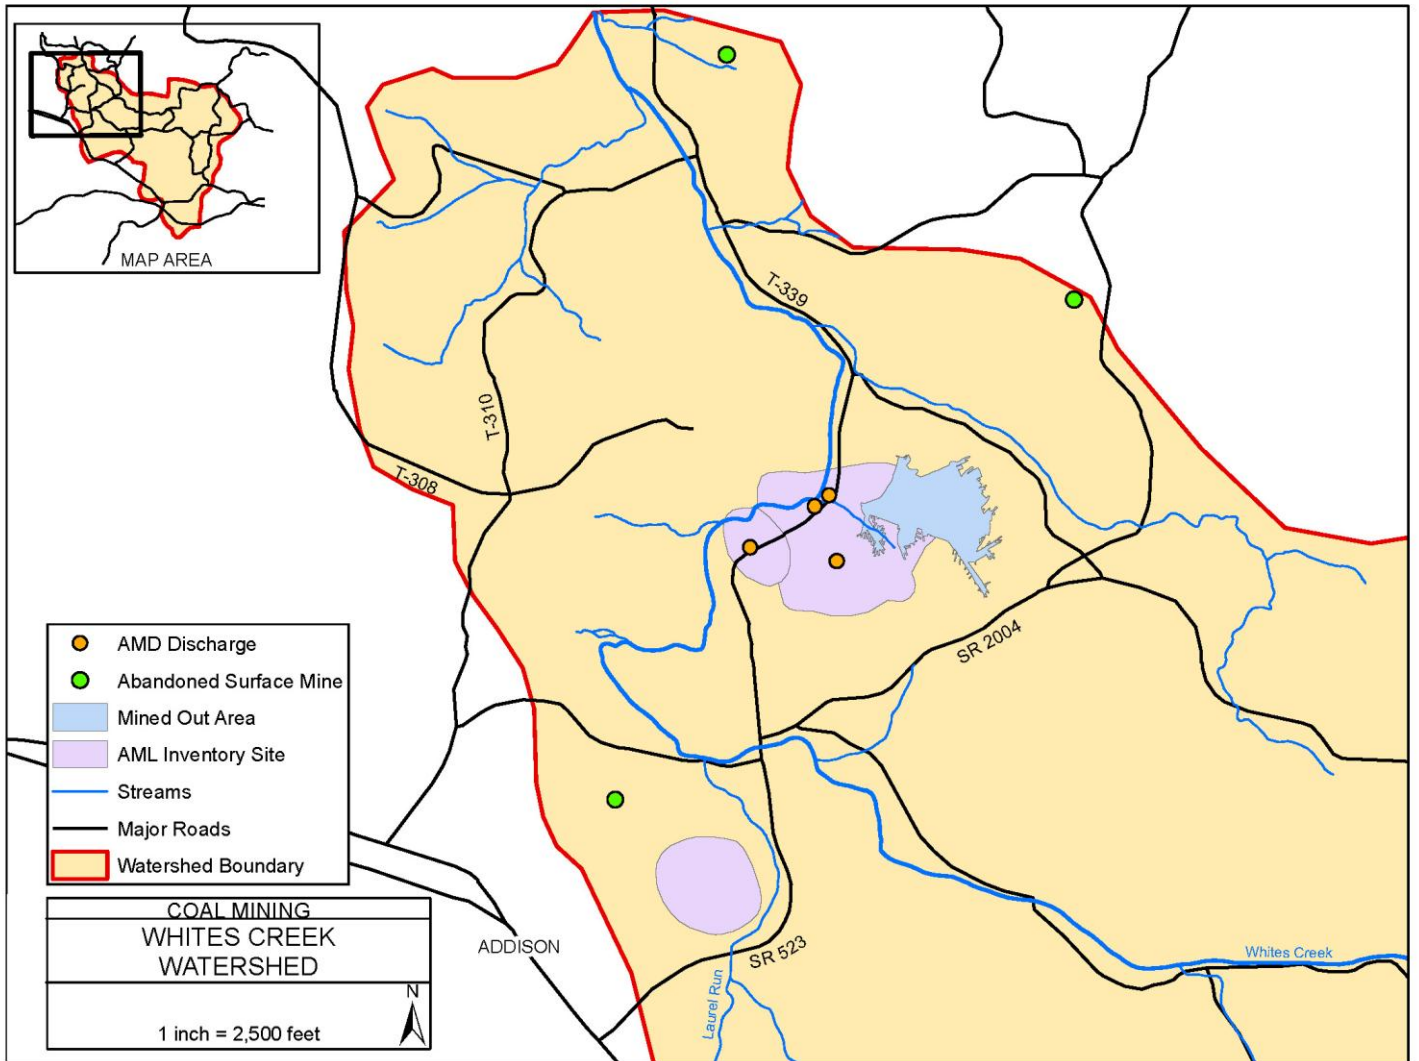 MAP AREA
T-339
T-310
T-308
SR 2004
AMD Discharge
Abandoned Surface Mine
Mined Out Area
AML Inventory Site
Streams
Major Roads
Watershed Boundary
COAL MINING
WHITES CREEK
WATERSHED
N
1 inch = 2,500 feet
ADDISON
SR 523
Laurel Run
Whites Creek